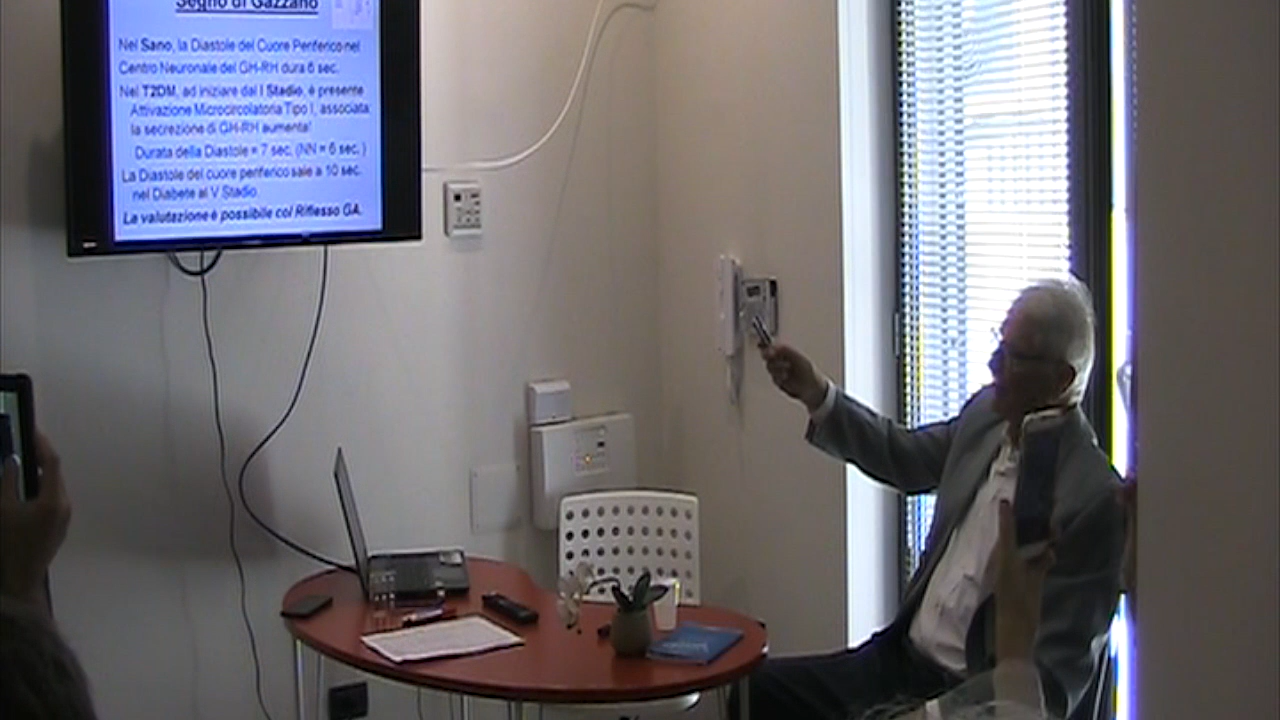 Segno di Gazzano
Nel Sano, la Diastole del Cuore Periferico nel
Centro Neuronale del GH-RH dura 6 sec.
Nel T2DM, ad iniziare dal I Stadio, è presente
Attivazione Microcircolatoria Tipo I, associata:
la secrezione di GH-RH aumenta!
Durata della Diastole = 7 sec. (NN = 6 sec. )
La Diastole del cuore periferico sale a 10 sec.
nel Diabete al V Stadio.
La valutazione è possibile col Riflesso GA.